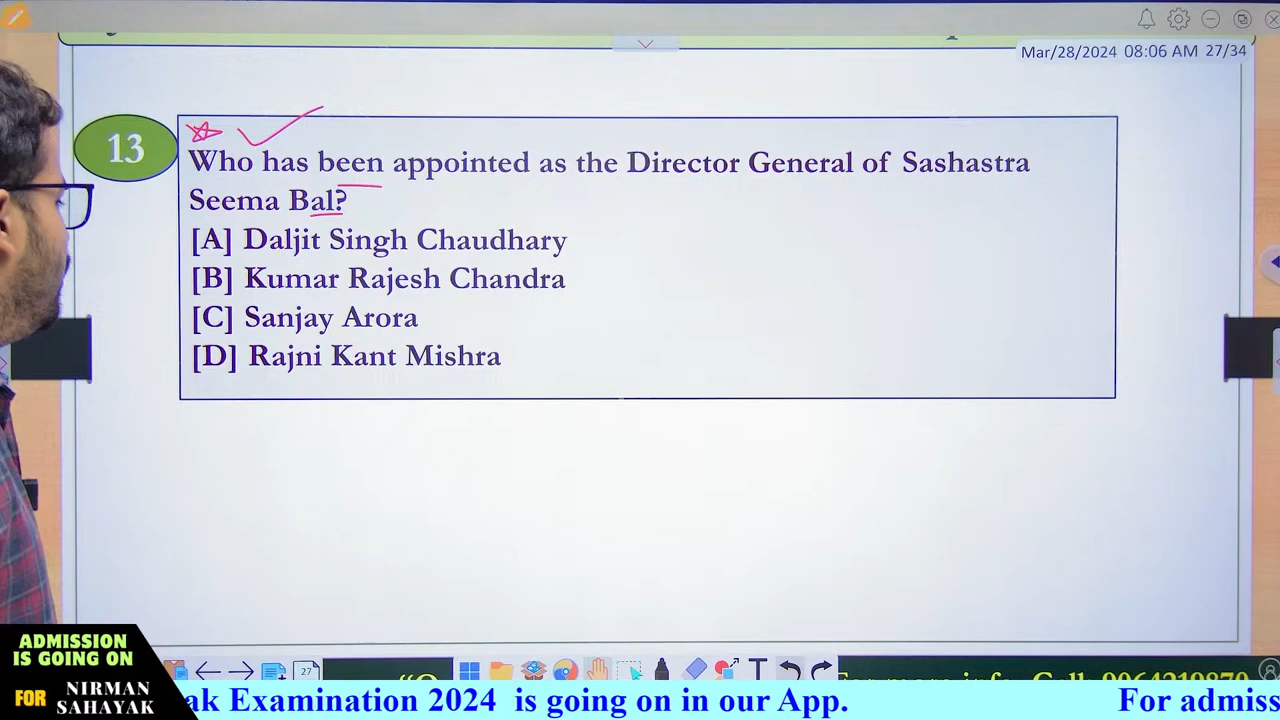 Mar/28/2024 08:06 AM 27/34
13
Who has been appointed as the Director General of Sashastra
Seema Bal?
[A] Daljit Singh Chaudhary
[B] Kumar Rajesh Chandra
[C] Sanjay Arora
[D] Rajni Kant Mishra
27
ADMISSION
IS GOING ON
FOR NIRMAN
SAHAYAK
ak Examination 2024 is going on in our App.
For admiss